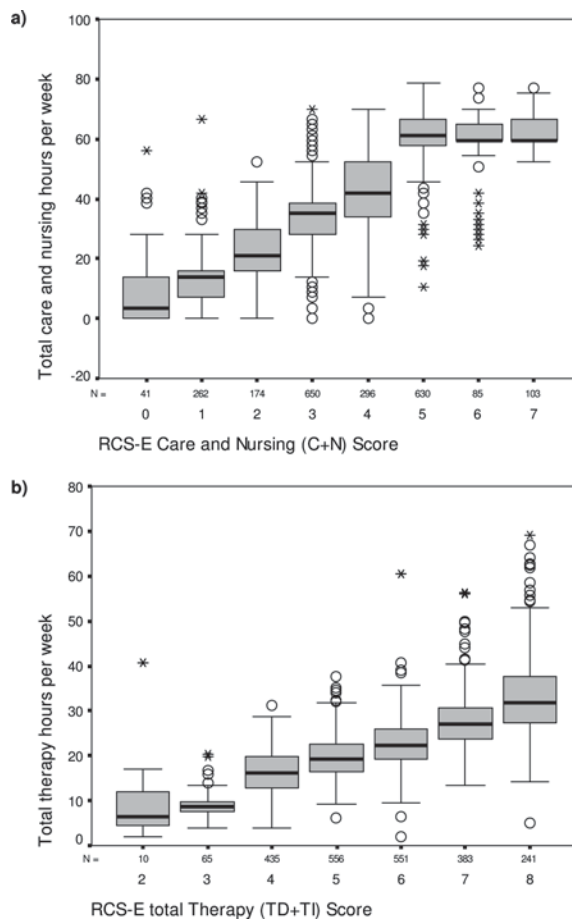 a)
Total care and nursing hours per week
100
80
60
40
20
0
-20
N = 41 262 174 650 296 630 85 103
0 1 2 3 4 5 6 7
RCS-E Care and Nursing (C+N) Score
b)
Total therapy hours per week
80
70
60
50
40
30
20
10
0
N = 10 65 435 556 551 383 241
2 3 4 5 6 7 8
RCS-E total Therapy (TD+TI) Score